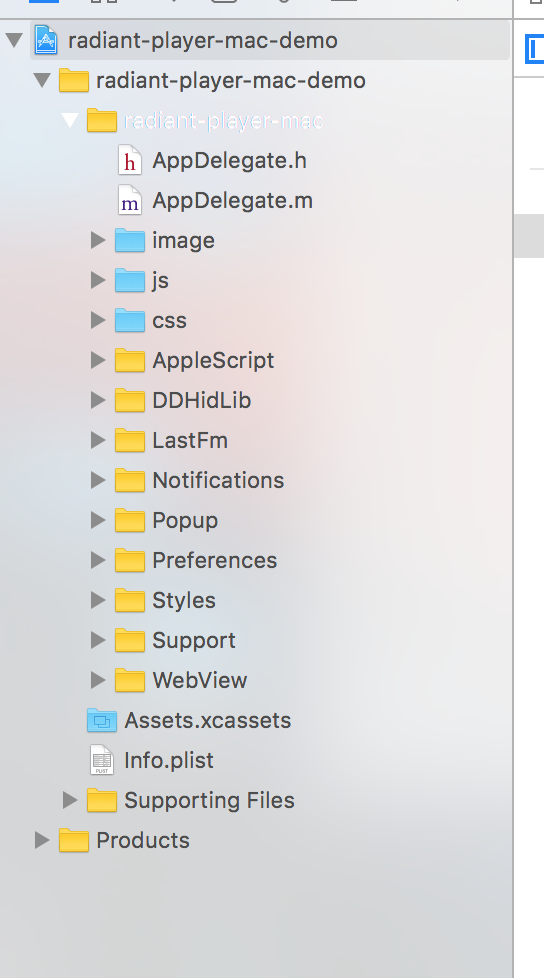 radiant-player-mac-demo
radiant-player-mac-demo
radiant-player-mac
AppDelegate.h
AppDelegate.m
image
js
css
AppleScript
DDHidLib
LastFm
Notifications
Popup
Preferences
Styles
Support
WebView
Assets.xcassets
Info.plist
Supporting Files
Products